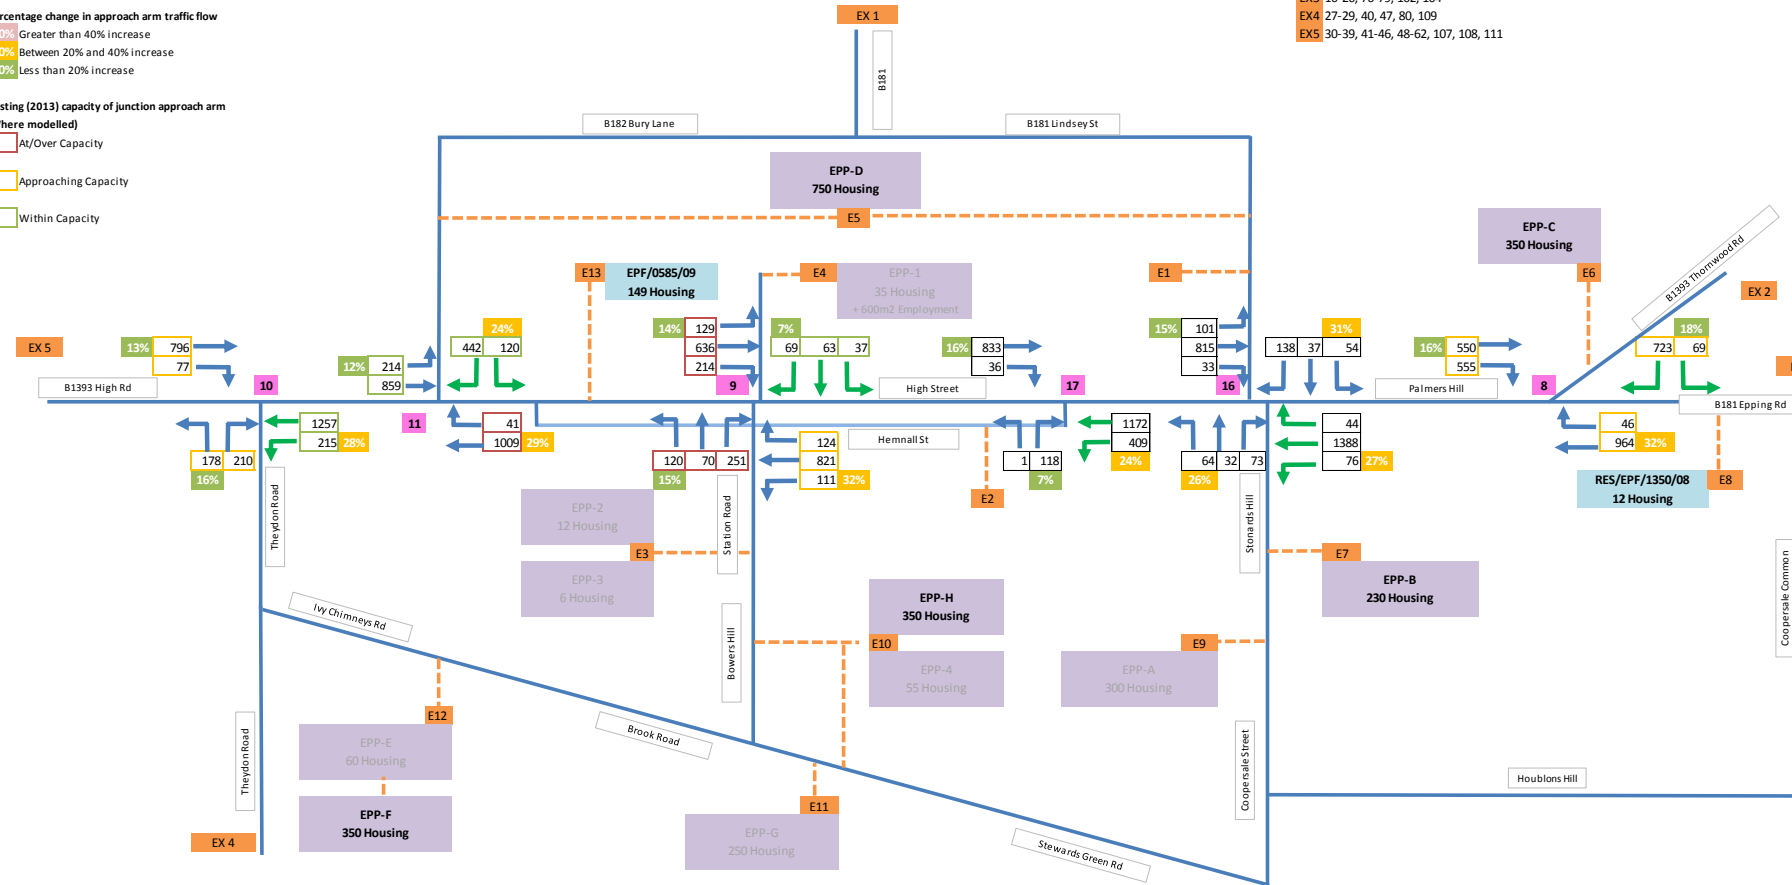 rcentage change in approach arm traffic flow
0% Greater than 40% increase
0% Between 20% and 40% increase
0% Less than 20% increase
sting (2013) capacity of junction approach arm
here modelled)
At/Over Capacity
Approaching Capacity
Within Capacity
EX 1
B181
EX4 27-29, 40, 47, 80, 109
EX5 30-39, 41-46, 48-62, 107, 108, 111
B182 Bury Lane
B181 Lindsey St
EPP-D
750 Housing
E5
EPP-C
350 Housing
E6
B1393 Thornwood Rd
EX 2
E13
EPF/0585/09
149 Housing
E4
EPP-1
35 Housing
+ 600m2 Employment
E1
EX 5
13% 796
77
12% 214
859
24%
442 120
14% 129
636
214
7%
69 63 37
16% 833
36
15% 101
815
33
31%
138 37 54
16% 550
555
18%
723 69
B1393 High Rd
10
9
High Street
17
16
Palmers Hill
8
B181 Epping Rd
11
178 210
16%
1257
215 28%
41
1009 29%
120 70 251
15%
124
821
111 32%
Hemnall St
1 118
7%
1172
409
24%
64 32 73
26%
44
1388
76 27%
46
964 32%
E2
RES/EPF/1350/08
12 Housing
E8
Theydon Road
Station Road
Stonards Hill
Coopersale Common
EPP-2
12 Housing
E3
EPP-3
6 Housing
E7
EPP-B
230 Housing
Ivy Chimneys Rd
Bowers Hill
EPP-H
350 Housing
E10
EPP-4
55 Housing
E9
EPP-A
300 Housing
E12
EPP-E
60 Housing
EPP-F
350 Housing
Theydon Road
Brook Road
Coopersale Street
Houblons Hill
E11
EPP-G
250 Housing
EX 4
Stewards Green Rd